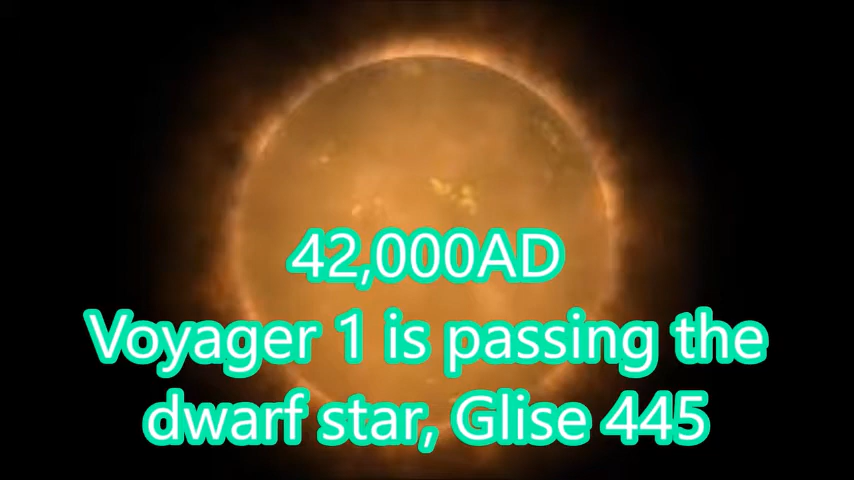 42,000AD
Voyager 1 is passing the
dwarf star, Glise 445